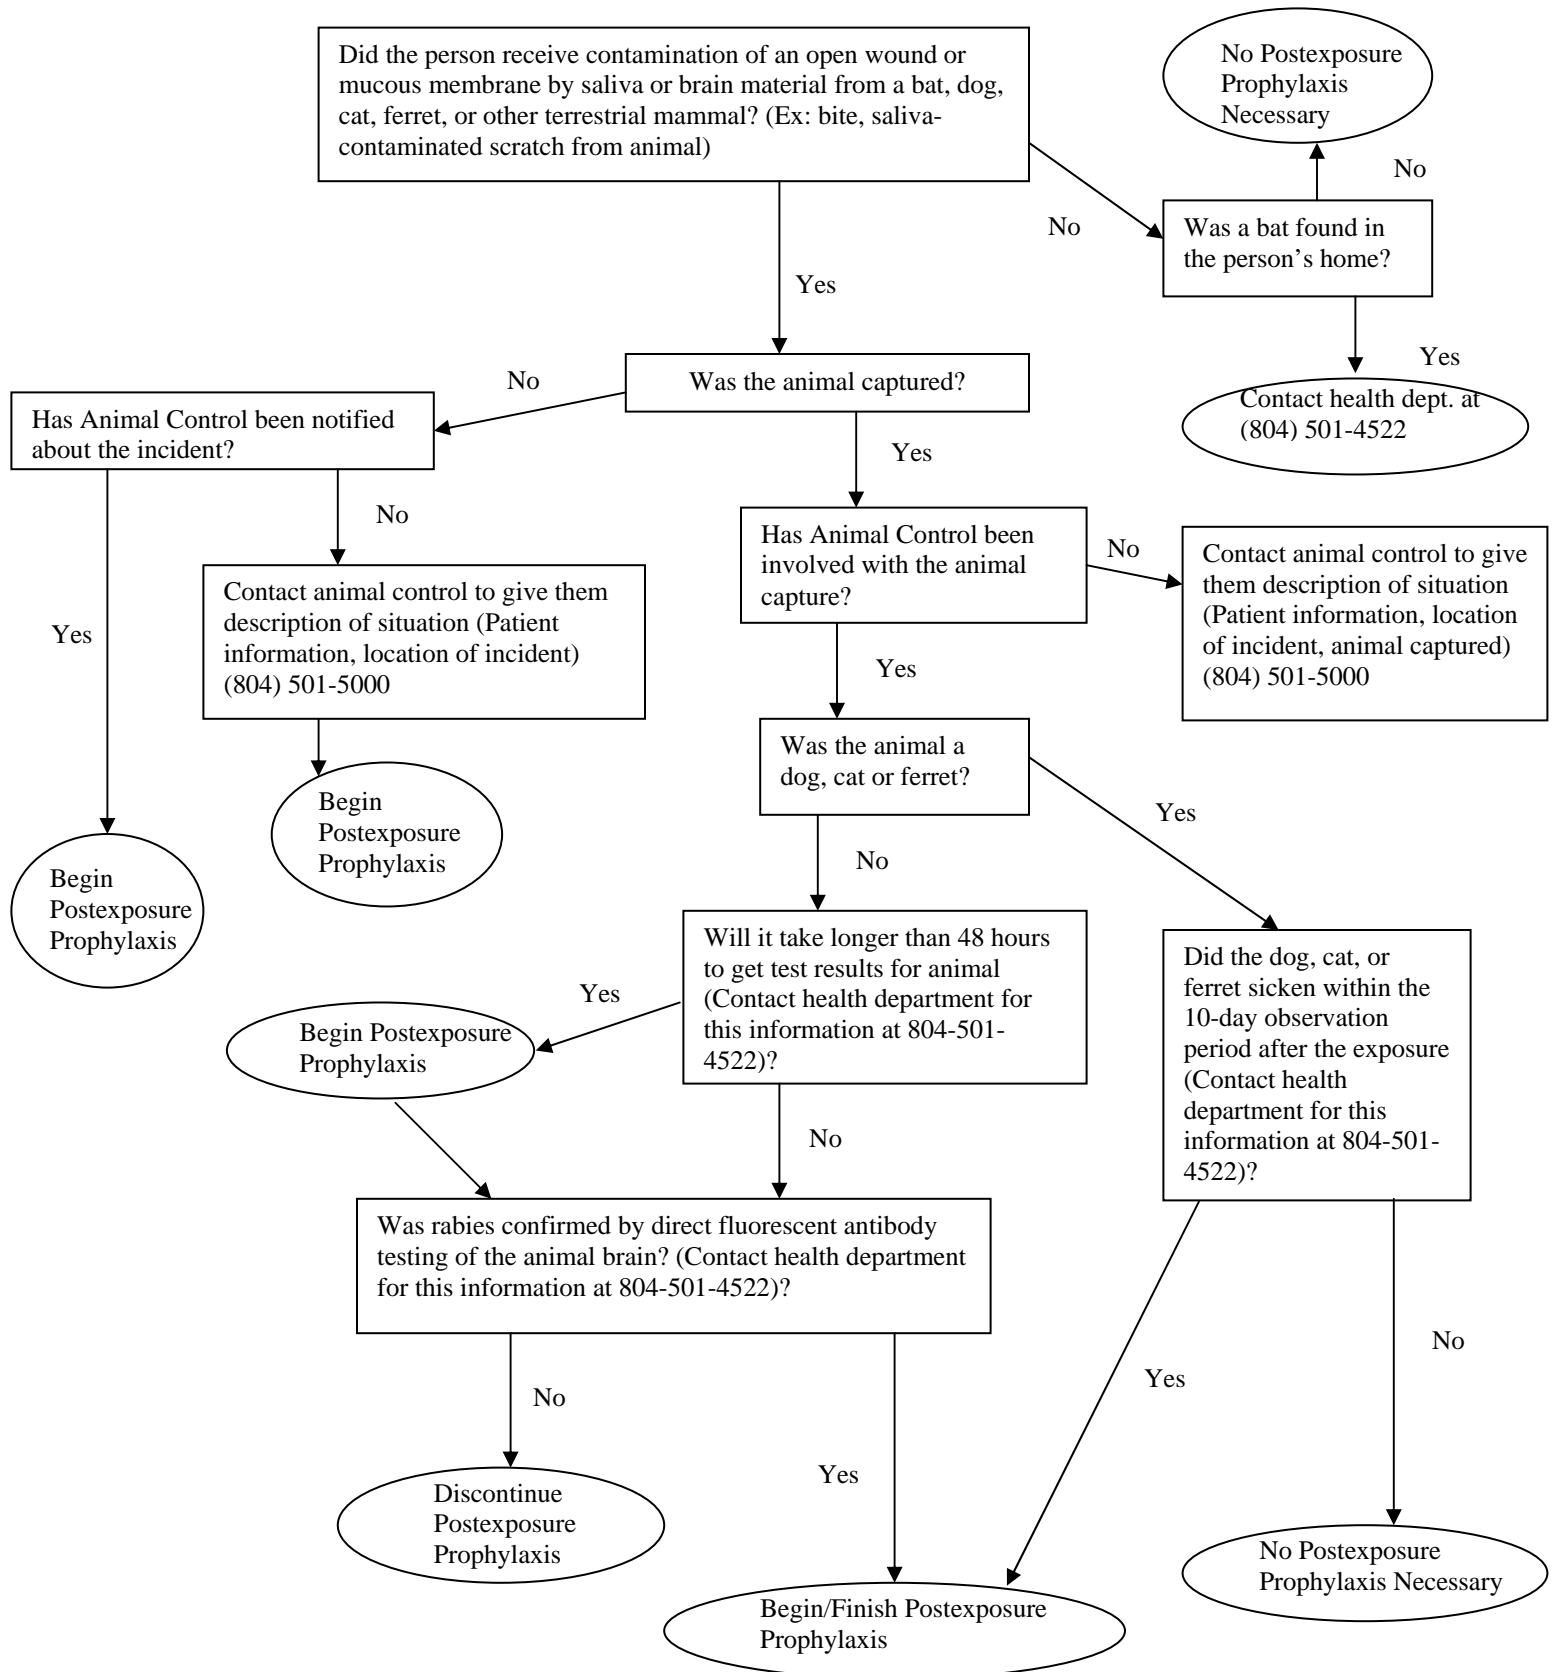 Did the person receive contamination of an open wound or
mucous membrane by saliva or brain material from a bat, dog,
cat, ferret, or other terrestrial mammal? (Ex: bite, saliva-
contaminated scratch from animal)
No Postexposure
Prophylaxis
Necessary
No
Was a bat found in
the person's home?
No
Yes
Yes
Contact health dept. at
(804) 501-4522
Was the animal captured?
No
Has Animal Control been notified
about the incident?
Yes
No
Yes
Contact animal control to give them
description of situation (Patient
information, location of incident)
(804) 501-5000
Begin
Postexposure
Prophylaxis
Begin
Postexposure
Prophylaxis
Has Animal Control been
involved with the animal
capture?
No
Contact animal control to give
them description of situation
(Patient information, location
of incident, animal captured)
(804) 501-5000
Yes
Was the animal a
dog, cat or ferret?
Yes
No
Will it take longer than 48 hours
to get test results for animal
(Contact health department for
this information at 804-501-
4522)?
Yes
Begin Postexposure
Prophylaxis
No
Did the dog, cat, or
ferret sicken within the
10-day observation
period after the exposure
(Contact health
department for this
information at 804-501-
4522)?
Was rabies confirmed by direct fluorescent antibody
testing of the animal brain? (Contact health department
for this information at 804-501-4522)?
No
Yes
Yes
No
Discontinue
Postexposure
Prophylaxis
Begin/Finish Postexposure
Prophylaxis
No Postexposure
Prophylaxis Necessary